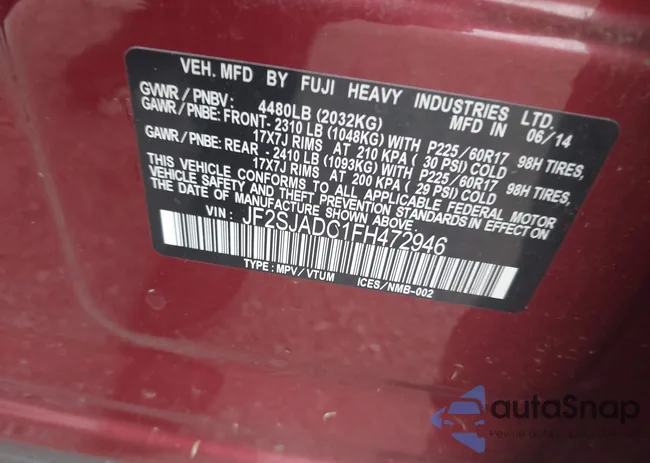 VEH. MFD BY FUJI HEAVY INDUSTRIES LTD.
GVWR / PNBV: 4480LB (2032KG) MFD IN 06/14
GAWR / PNBE: FRONT- 2310 LB (1048KG) WITH P225/60R17 98H TIRES,
17X7J RIMS AT 210 KPA ( 30 PSI) COLD
GAWR / PNBE: REAR - 2410 LB (1093KG) WITH P225/60R17 98H TIRES,
17X7J RIMS AT 200 KPA ( 29 PSI) COLD
THIS VEHICLE CONFORMS TO ALL APPLICABLE FEDERAL MOTOR
VEHICLE SAFETY AND THEFT PREVENTION STANDARDS IN EFFECT ON
THE DATE OF MANUFACTURE SHOWN ABOVE.
VIN: JF2SJADC1FH472946
TYPE: MPV / VTUM ICES/NMB-002
autoSnap